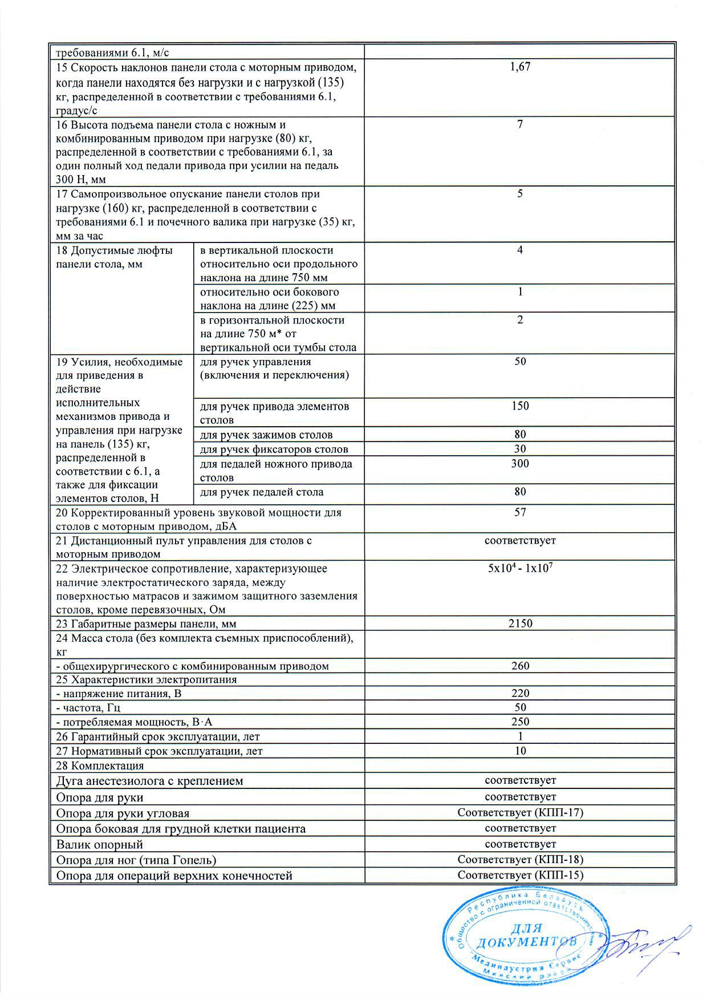 требованиями 6.1, м/с
15 Скорость наклонов панели стола с моторным приводом,
когда панели находятся без нагрузки и с нагрузкой (135)
кг, распределенной в соответствии с требованиями 6.1,
градус/с
1,67
16 Высота подъема панели стола с ножным и
комбинированным приводом при нагрузке (80) кг,
распределенной в соответствии с требованиями 6.1, за
один полный ход педали привода при усилии на педаль
300 Н, мм
7
17 Самопроизвольное опускание панели столов при
нагрузке (160) кг, распределенной в соответствии с
требованиями 6.1 и почечного валика при нагрузке (35) кг,
мм за час
5
18 Допустимые люфты
панели стола, мм
в вертикальной плоскости
относительно оси продольного
наклона на длине 750 мм
4
относительно оси бокового
наклона на длине (225) мм
1
в горизонтальной плоскости
на длине 750 м* от
вертикальной оси тумбы стола
2
19 Усилия, необходимые
для приведения в
действие
исполнительных
механизмов привода и
управления при нагрузке
на панель (135) кг,
распределенной в
соответствии с 6.1, а
также для фиксации
элементов столов, Н
для ручек управления
(включения и переключения)
50
для ручек привода элементов
столов
150
для ручек зажимов столов
80
для ручек фиксаторов столов
30
для педалей ножного привода
столов
300
для ручек педалей стола
80
20 Корректированный уровень звуковой мощности для
столов с моторным приводом, дБА
57
21 Дистанционный пульт управления для столов с
моторным приводом
соответствует
22 Электрическое сопротивление, характеризующее
наличие электростатического заряда, между
поверхностью матрасов и зажимом защитного заземления
столов, кроме перевязочных, Ом
5x10⁴ - 1x10⁷
23 Габаритные размеры панели, мм
2150
24 Масса стола (без комплекта съемных приспособлений),
кг
- общехирургического с комбинированным приводом
260
25 Характеристики электропитания
- напряжение питания, В
220
- частота, Гц
50
- потребляемая мощность, В·А
250
26 Гарантийный срок эксплуатации, лет
1
27 Нормативный срок эксплуатации, лет
10
28 Комплектация
Дуга анестезиолога с креплением
соответствует
Опора для руки
соответствует
Опора для руки угловая
Соответствует (КПП-17)
Опора боковая для грудной клетки пациента
соответствует
Валик опорный
соответствует
Опора для ног (типа Гопель)
Соответствует (КПП-18)
Опора для операций верхних конечностей
Соответствует (КПП-15)
Республика Беларусь
Общество с ограниченной ответственностью
ДЛЯ
ДОКУМЕНТОВ
"Мединдустрия Сервис"
Минский район